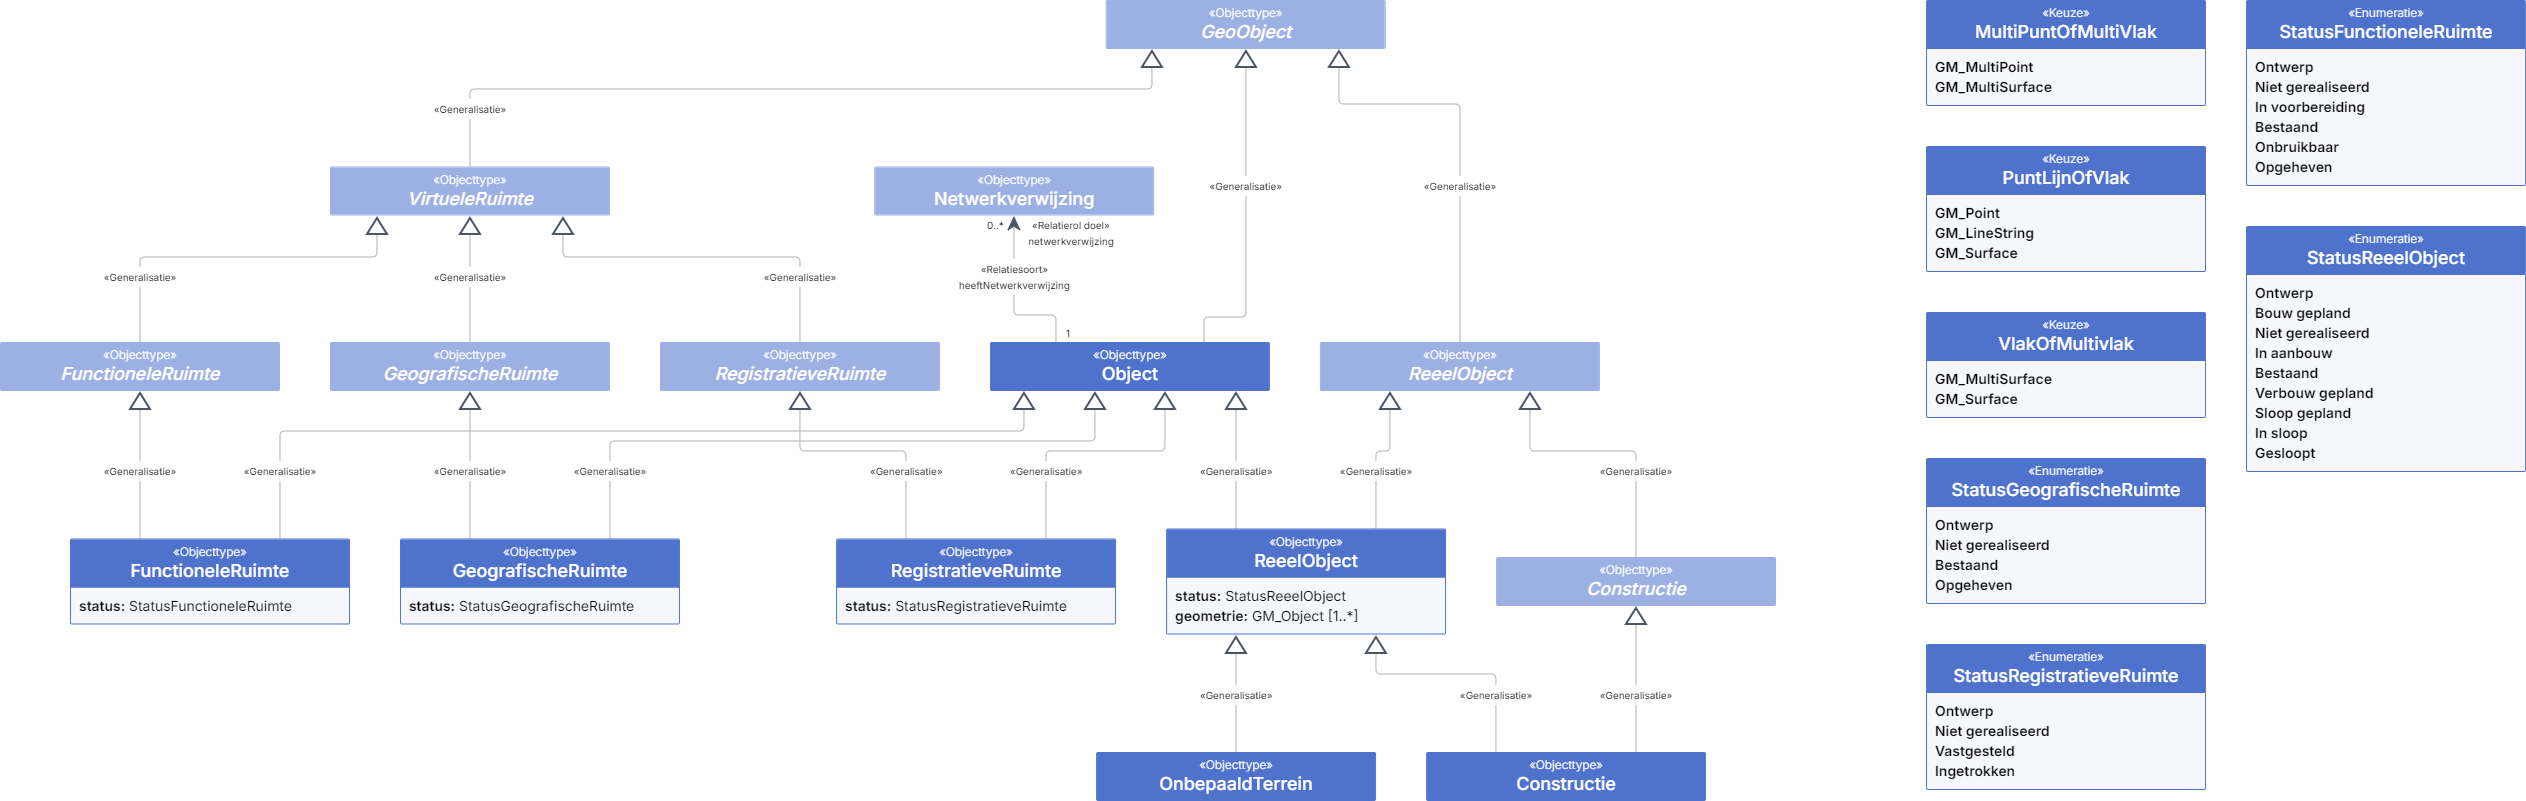 «Objecttype»
GeoObject
«Generalisatie»
«Generalisatie»
«Generalisatie»
«Objecttype»
VirtueleRuimte
«Objecttype»
Netwerkverwijzing
0..*
«Relatierol doel»
netwerkverwijzing
«Relatiesoort»
heeftNetwerkverwijzing
1
«Generalisatie»
«Generalisatie»
«Generalisatie»
«Objecttype»
FunctioneleRuimte
«Objecttype»
GeografischeRuimte
«Objecttype»
RegistratieveRuimte
«Objecttype»
Object
«Objecttype»
ReeelObject
«Generalisatie»
«Generalisatie»
«Generalisatie»
«Generalisatie»
«Generalisatie»
«Generalisatie»
«Generalisatie»
«Generalisatie»
«Generalisatie»
«Objecttype»
FunctioneleRuimte
status: StatusFunctioneleRuimte
«Objecttype»
GeografischeRuimte
status: StatusGeografischeRuimte
«Objecttype»
RegistratieveRuimte
status: StatusRegistratieveRuimte
«Objecttype»
ReeelObject
status: StatusReeelObject
geometrie: GM_Object [1..*]
«Objecttype»
Constructie
«Generalisatie»
«Generalisatie»
«Generalisatie»
«Objecttype»
OnbepaaldTerrein
«Objecttype»
Constructie
«Keuze»
MultiPuntOfMultiVlak
GM_MultiPoint
GM_MultiSurface
«Keuze»
PuntLijnOfVlak
GM_Point
GM_LineString
GM_Surface
«Keuze»
VlakOfMultivlak
GM_MultiSurface
GM_Surface
«Enumeratie»
StatusGeografischeRuimte
Ontwerp
Niet gerealiseerd
Bestaand
Opgeheven
«Enumeratie»
StatusRegistratieveRuimte
Ontwerp
Niet gerealiseerd
Vastgesteld
Ingetrokken
«Enumeratie»
StatusFunctioneleRuimte
Ontwerp
Niet gerealiseerd
In voorbereiding
Bestaand
Onbruikbaar
Opgeheven
«Enumeratie»
StatusReeelObject
Ontwerp
Bouw gepland
Niet gerealiseerd
In aanbouw
Bestaand
Verbouw gepland
Sloop gepland
In sloop
Gesloopt